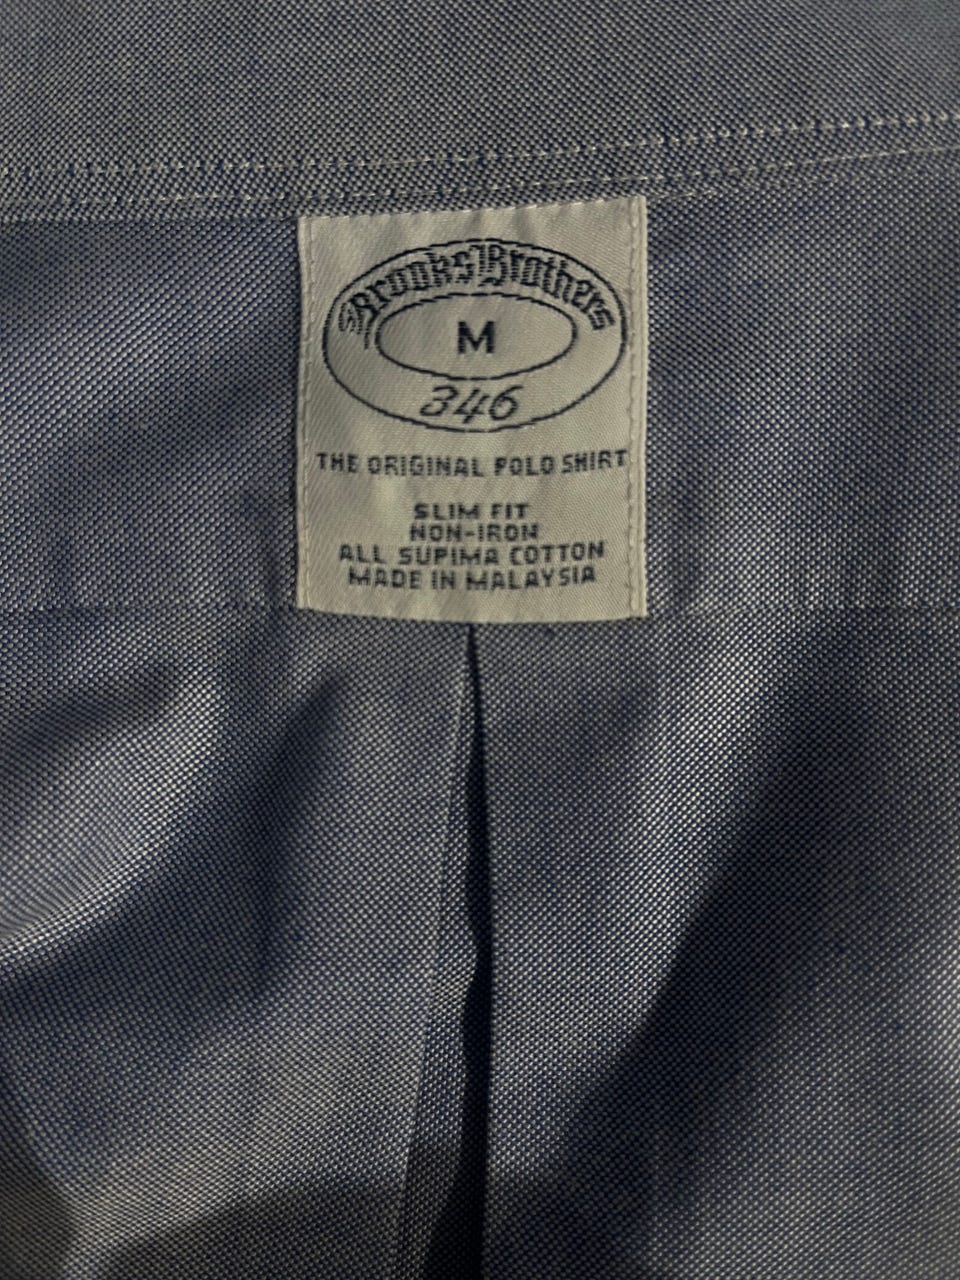 Brooks Brothers
M
346
THE ORIGINAL POLO SHIRT
SLIM FIT
NON-IRON
ALL SUPIMA COTTON
MADE IN MALAYSIA